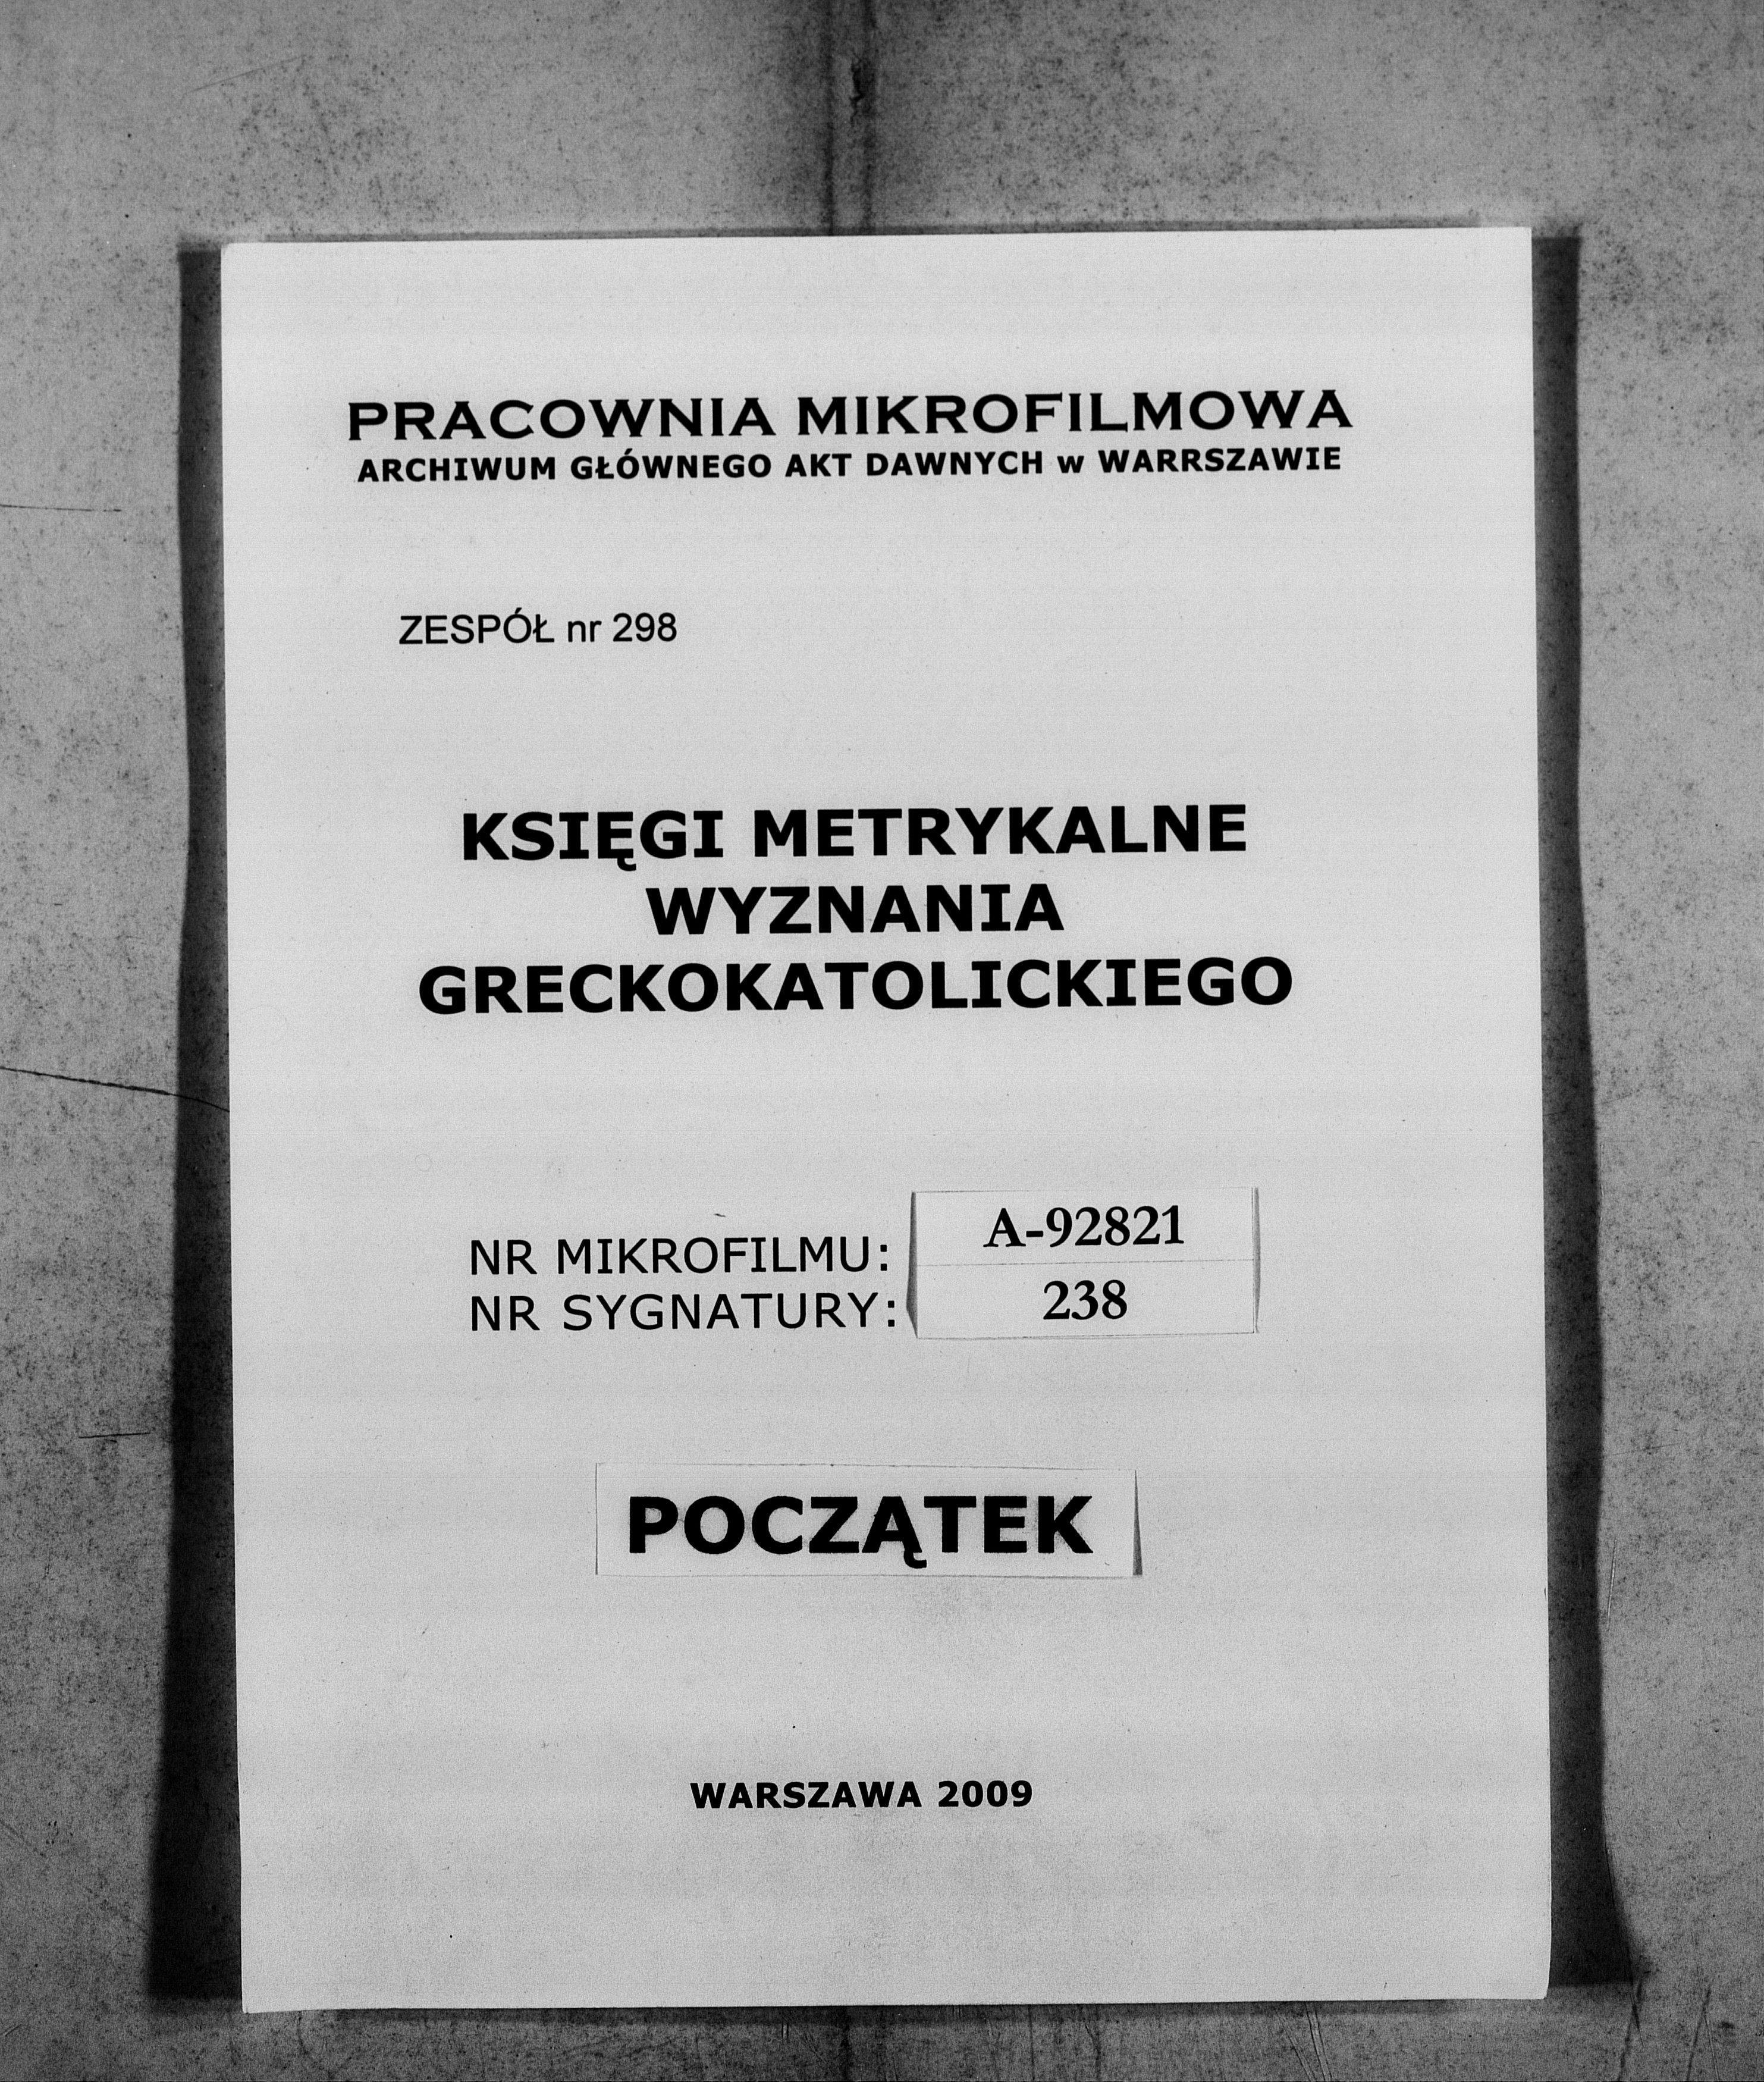 PRACOWNIA MIKROFILMOWA
ARCHIWUM GŁÓWNEGO AKT DAWNYCH w WARRSZAWIE
ZESPÓŁ nr 298
KSIĘGI METRYKALNE
WYZNANIA
GRECKOKATOLICKIEGO
NR MIKROFILMU: A-92821
NR SYGNATURY: 238
POCZĄTEK
WARSZAWA 2009